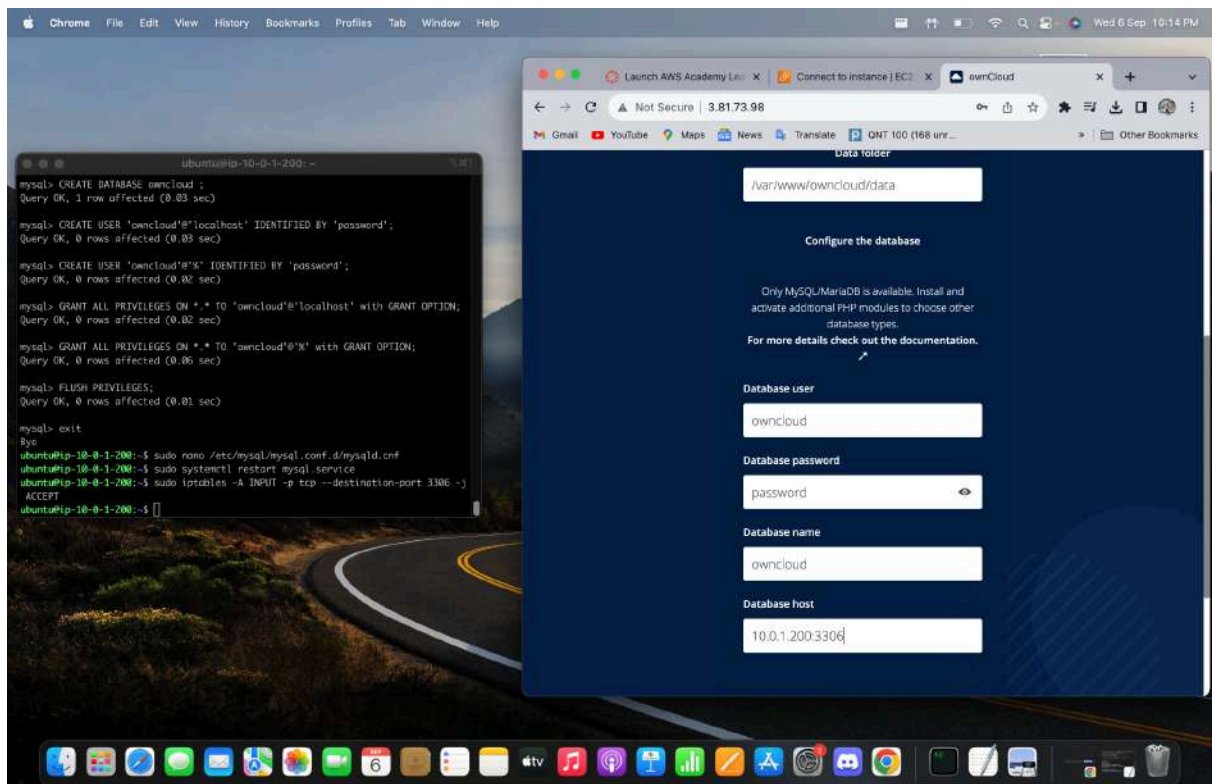 Chrome File Edit View History Bookmarks Profiles Tab Window Help
Wed 6 Sep 10:14 PM
Launch AWS Academy Lea
Connect to instance | EC2
ownCloud
Not Secure | 3.81.73.98
Gmail YouTube Maps News Translate QNT 100 (168 unr... » Other Bookmarks
Data folder
/var/www/owncloud/data
Configure the database
Only MySQL/MariaDB is available. Install and
activate additional PHP modules to choose other
database types.
For more details check out the documentation.
Database user
owncloud
Database password
password
Database name
owncloud
Database host
10.0.1.200:3306
ubuntu@ip-10-0-1-200: ~
mysql> CREATE DATABASE owncloud ;
Query OK, 1 row affected (0.03 sec)
mysql> CREATE USER 'owncloud'@'localhost' IDENTIFIED BY 'password';
Query OK, 0 rows affected (0.03 sec)
mysql> CREATE USER 'owncloud'@'%' IDENTIFIED BY 'password';
Query OK, 0 rows affected (0.02 sec)
mysql> GRANT ALL PRIVILEGES ON *.* TO 'owncloud'@'localhost' with GRANT OPTION;
Query OK, 0 rows affected (0.02 sec)
mysql> GRANT ALL PRIVILEGES ON *.* TO 'owncloud'@'%' with GRANT OPTION;
Query OK, 0 rows affected (0.06 sec)
mysql> FLUSH PRIVILEGES;
Query OK, 0 rows affected (0.01 sec)
mysql> exit
Bye
ubuntu@ip-10-0-1-200:~$ sudo nano /etc/mysql/mysql.conf.d/mysqld.cnf
ubuntu@ip-10-0-1-200:~$ sudo systemctl restart mysql.service
ubuntu@ip-10-0-1-200:~$ sudo iptables -A INPUT -p tcp --destination-port 3306 -j
ACCEPT
ubuntu@ip-10-0-1-200:~$
SEP
6
tv